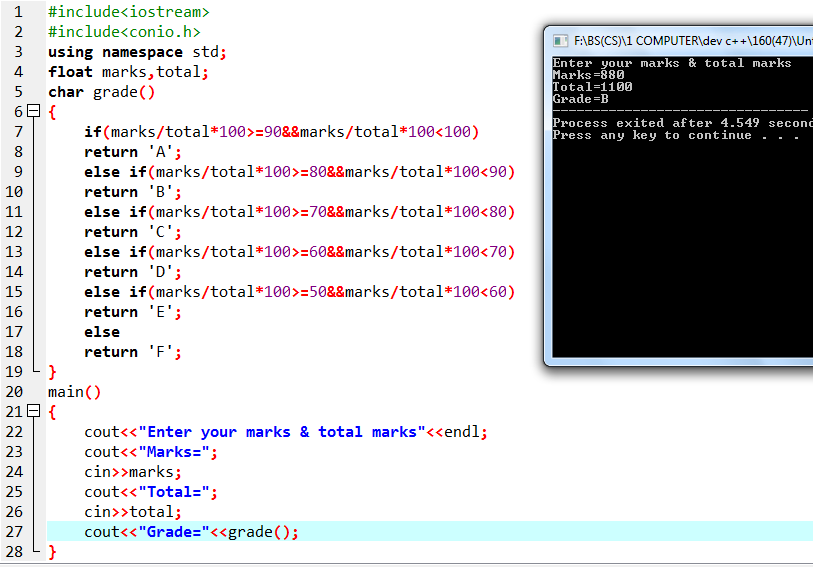 1 #include<iostream>
2 #include<conio.h>
3 using namespace std;
4 float marks,total;
5 char grade()
6 {
7 if(marks/total*100>=90&&marks/total*100<100)
8 return 'A';
9 else if(marks/total*100>=80&&marks/total*100<90)
10 return 'B';
11 else if(marks/total*100>=70&&marks/total*100<80)
12 return 'C';
13 else if(marks/total*100>=60&&marks/total*100<70)
14 return 'D';
15 else if(marks/total*100>=50&&marks/total*100<60)
16 return 'E';
17 else
18 return 'F';
19 }
20 main()
21 {
22 cout<<"Enter your marks & total marks"<<endl;
23 cout<<"Marks=";
24 cin>>marks;
25 cout<<"Total=";
26 cin>>total;
27 cout<<"Grade="<<grade();
28 }
F:\BS(CS)\1 COMPUTER\dev c++\160(47)\Un
Enter your marks & total marks
Marks=880
Total=1100
Grade=B
--------------------------------
Process exited after 4.549 second
Press any key to continue . . .